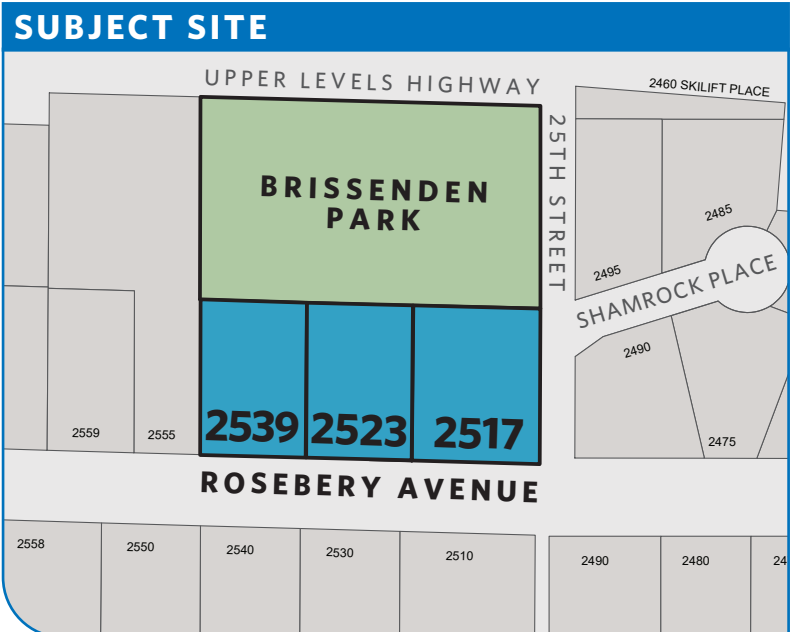 SUBJECT SITE
UPPER LEVELS HIGHWAY
2460 SKILIFT PLACE
25TH STREET
BRISSENDEN
PARK
2485
2495
SHAMROCK PLACE
2490
2475
2539
2523
2517
2559
2555
ROSEBERY AVENUE
2558
2550
2540
2530
2510
2490
2480
24